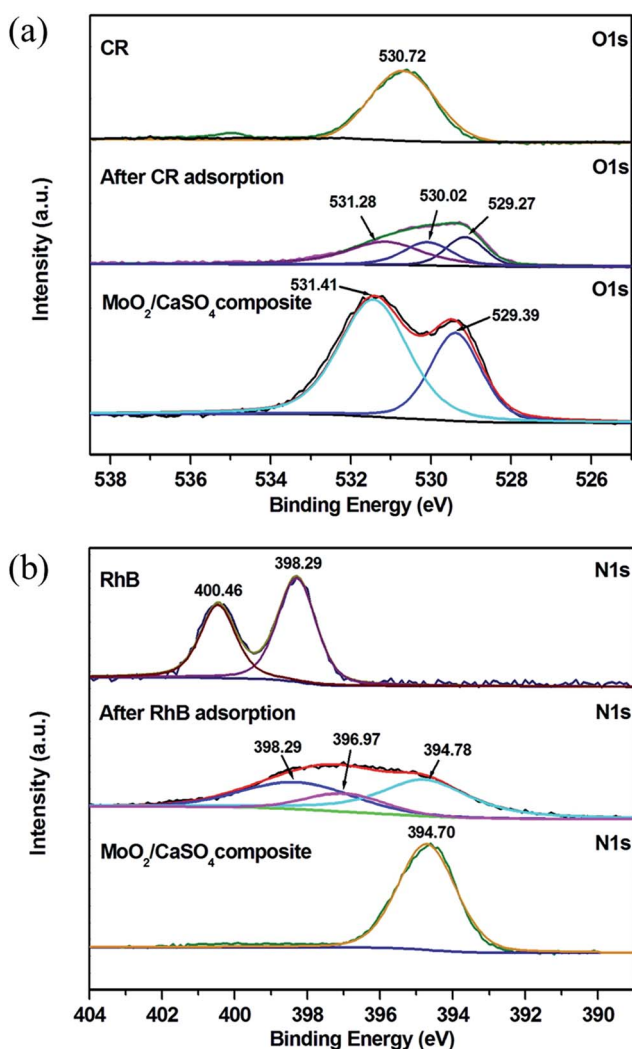 (a)
CR
O1s
530.72
After CR adsorption
O1s
531.28
530.02
529.27
MoO2/CaSO4composite
O1s
531.41
529.39
Intensity (a.u.)
538 536 534 532 530 528 526
Binding Energy (eV)
(b)
RhB
N1s
400.46
398.29
After RhB adsorption
N1s
398.29
396.97
394.78
MoO2/CaSO4composite
N1s
394.70
Intensity (a.u.)
404 402 400 398 396 394 392 390
Binding Energy (eV)